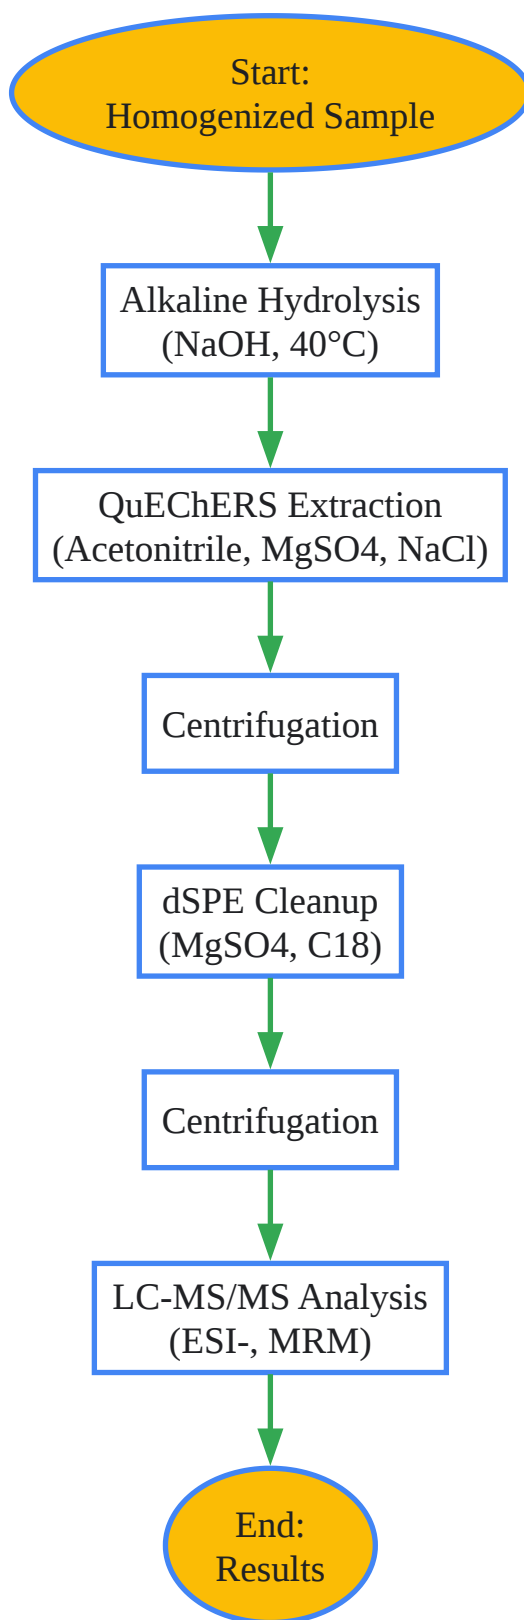 Start:
Homogenized Sample
Alkaline Hydrolysis
(NaOH, 40°C)
QuEChERS Extraction
(Acetonitrile, MgSO4, NaCl)
Centrifugation
dSPE Cleanup
(MgSO4, C18)
Centrifugation
LC-MS/MS Analysis
(ESI-, MRM)
End:
Results